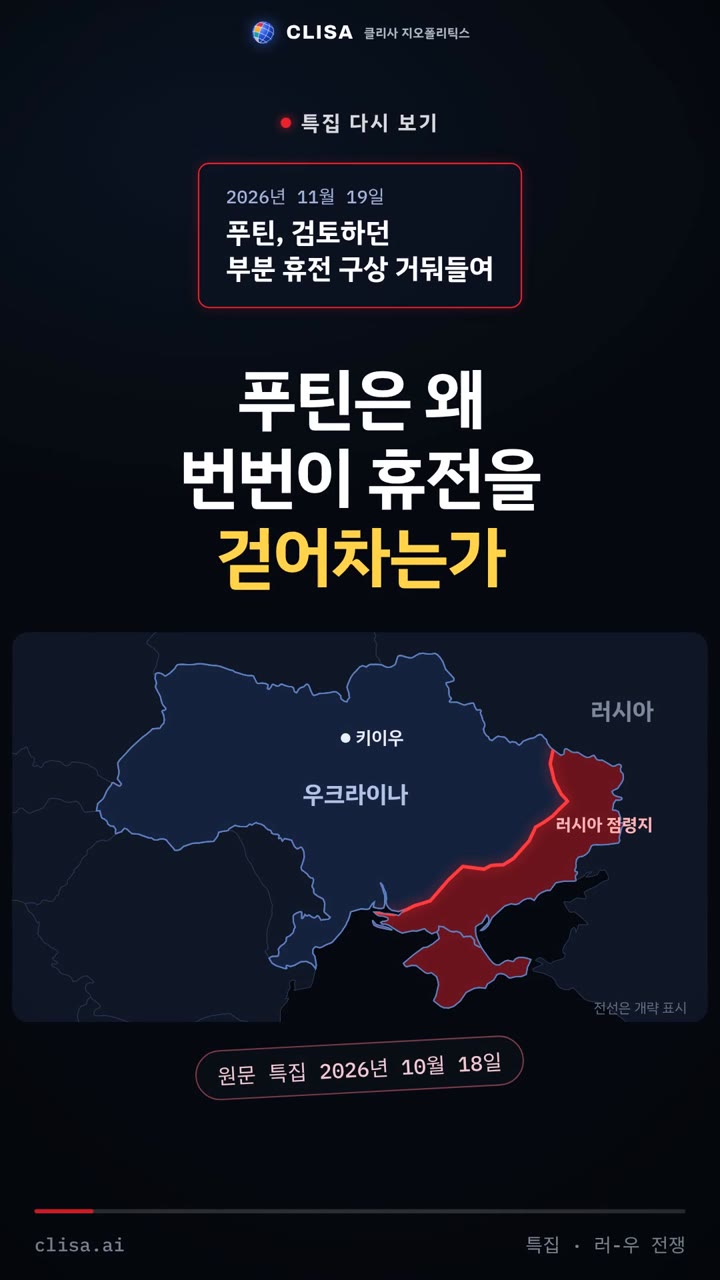 CLISA 클리사 지오폴리틱스
특집 다시 보기
2026년 11월 19일
푸틴, 검토하던
부분 휴전 구상 거둬들여
푸틴은 왜
번번이 휴전을
걷어차는가
러시아
키이우
우크라이나
러시아 점령지
전선은 개략 표시
원문 특집 2026년 10월 18일
clisa.ai
특집 · 러-우 전쟁